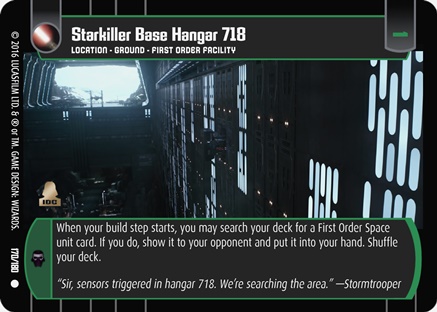 Starkiller Base Hangar 718
LOCATION - GROUND - FIRST ORDER FACILITY
IDC
When your build step starts, you may search your deck for a First Order Space
unit card. If you do, show it to your opponent and put it into your hand. Shuffle
your deck.
"Sir, sensors triggered in hangar 718. We're searching the area." —Stormtrooper
© 2016 LUCASFILM LTD. & ® or TM. GAME DESIGN: WIZARDS.